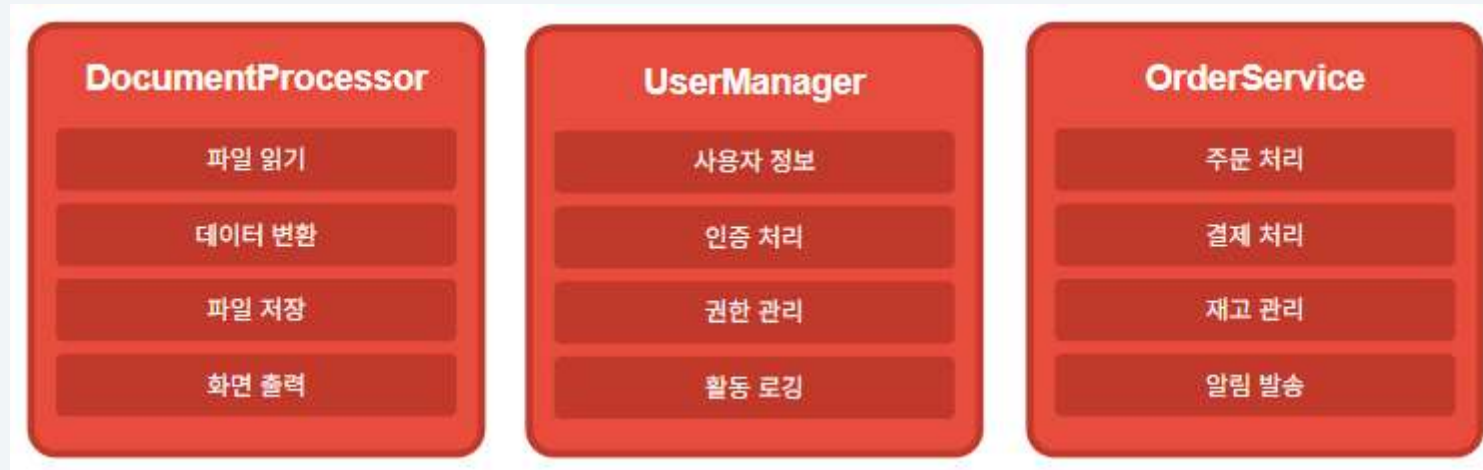 DocumentProcessor
파일 읽기
데이터 변환
파일 저장
화면 출력
UserManager
사용자 정보
인증 처리
권한 관리
활동 로깅
OrderService
주문 처리
결제 처리
재고 관리
알림 발송